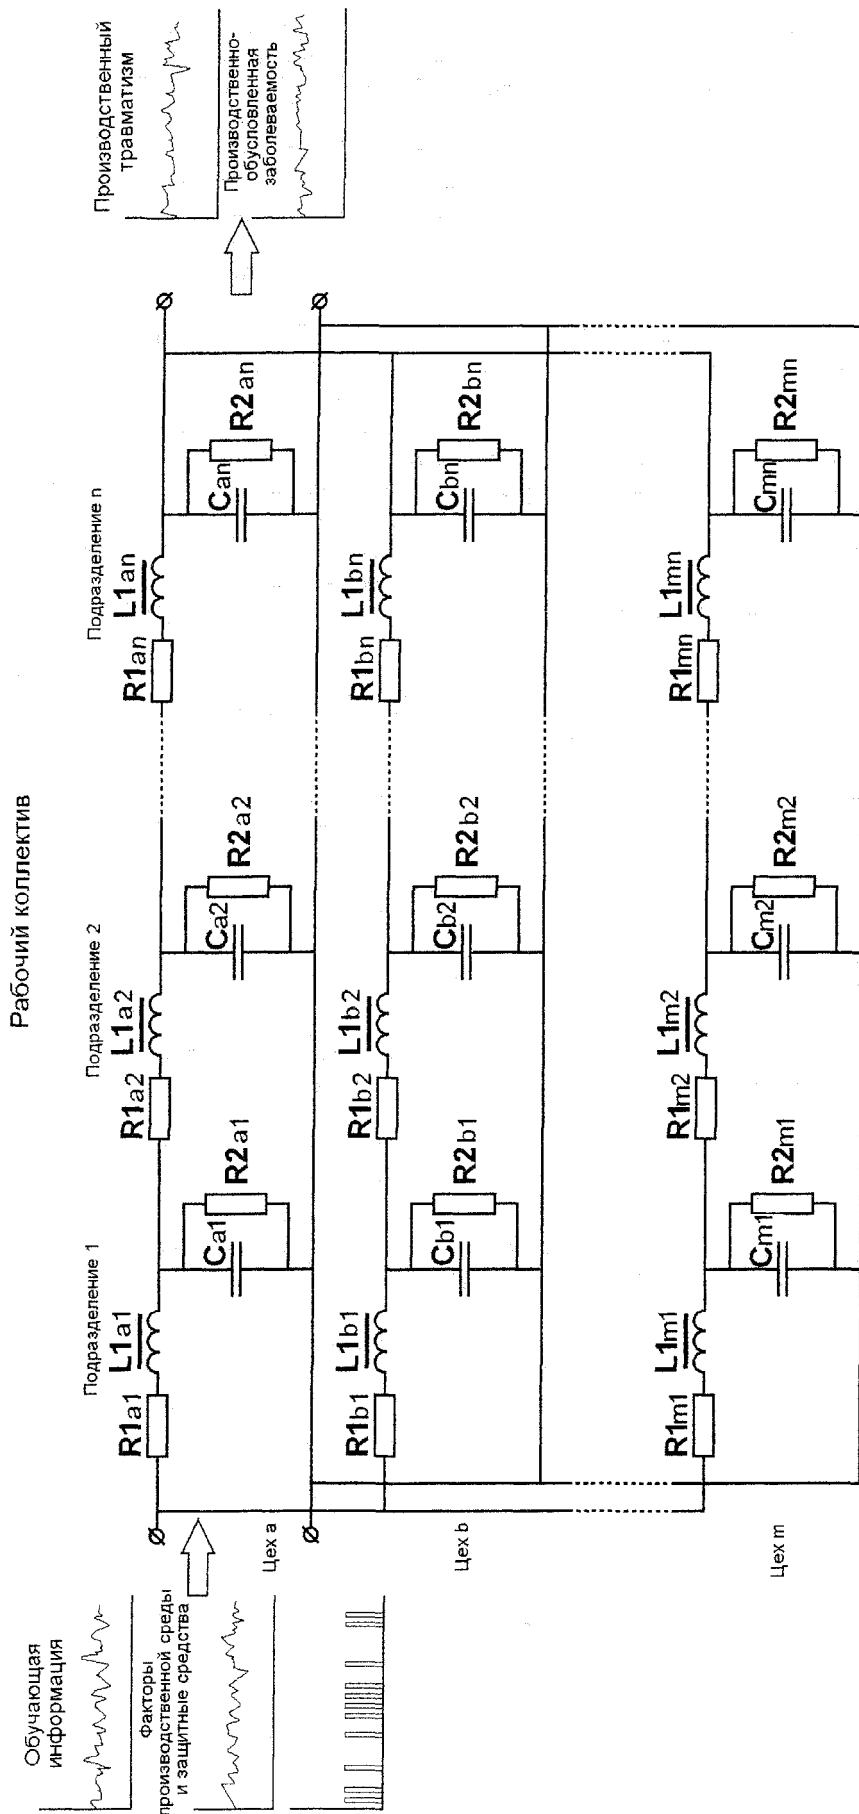 Рабочий коллектив
Обучающая
информация
Факторы
производственной среды
и защитные средства
Производственный
травматизм
Производственно-
обусловленная
заболеваемость
Подразделение 1
Подразделение 2
Подразделение n
Цех a
R1a1
L1a1
Ca1
R2a1
R1a2
L1a2
Ca2
R2a2
R1an
L1an
Can
R2an
Цех b
R1b1
L1b1
Cb1
R2b1
R1b2
L1b2
Cb2
R2b2
R1bn
L1bn
Cbn
R2bn
Цех m
R1m1
L1m1
Cm1
R2m1
R1m2
L1m2
Cm2
R2m2
R1mn
L1mn
Cmn
R2mn